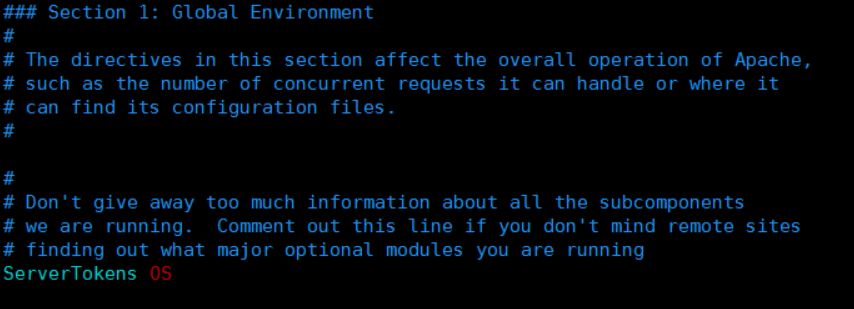 ### Section 1: Global Environment
#
# The directives in this section affect the overall operation of Apache,
# such as the number of concurrent requests it can handle or where it
# can find its configuration files.
#
#
# Don't give away too much information about all the subcomponents
# we are running.  Comment out this line if you don't mind remote sites
# finding out what major optional modules you are running
ServerTokens OS